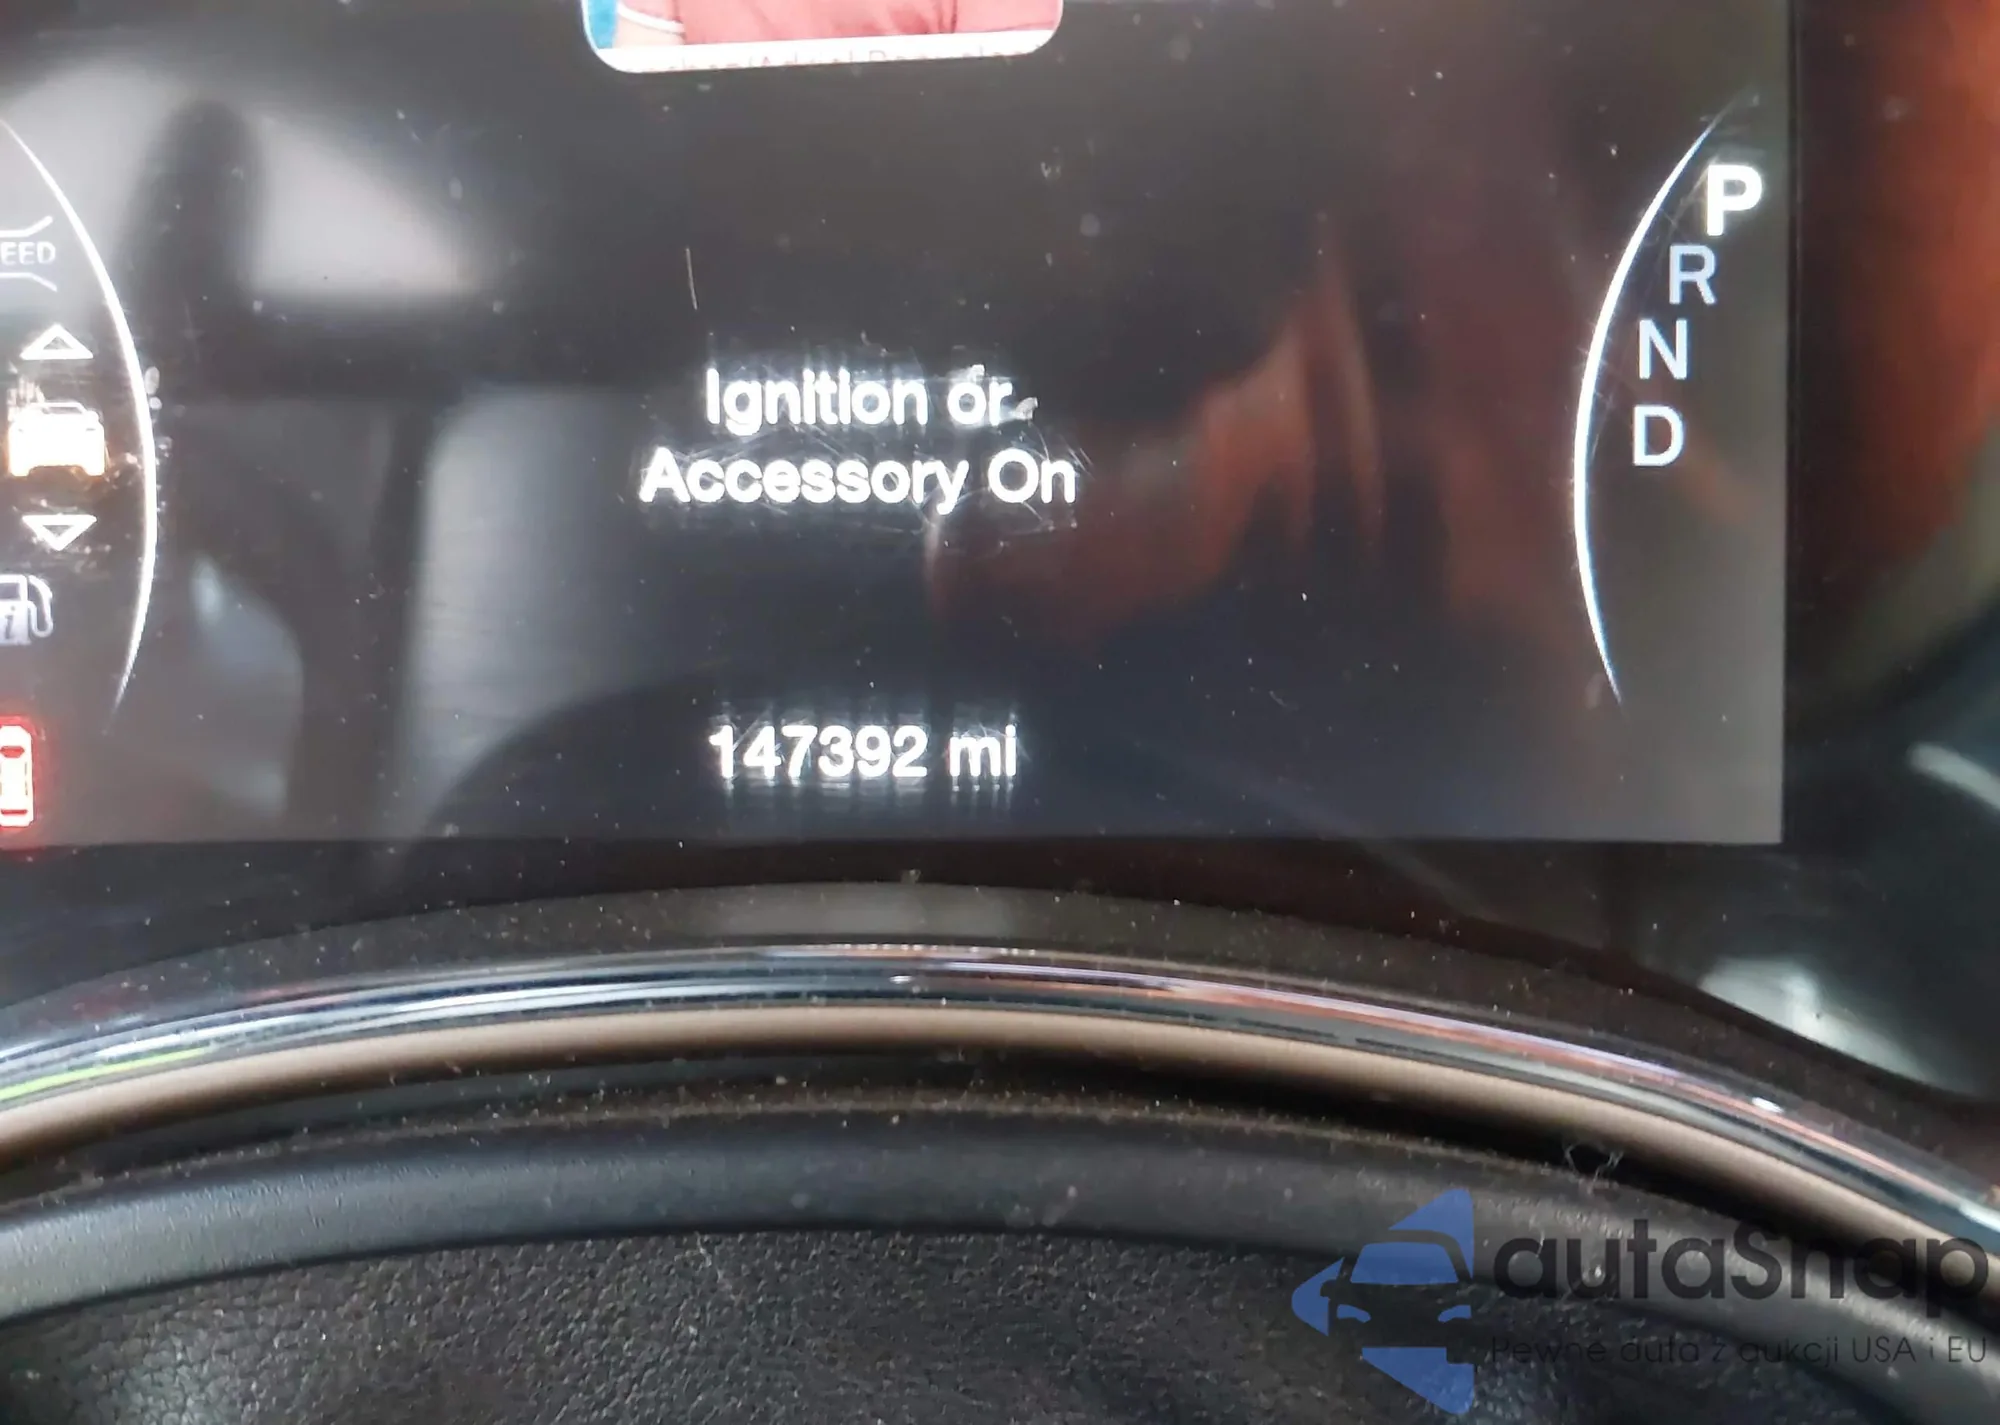 EED
P
R
N
D
Ignition or
Accessory On
147392 mi
autaSnap
Pewne auta z aukcji USA i EU